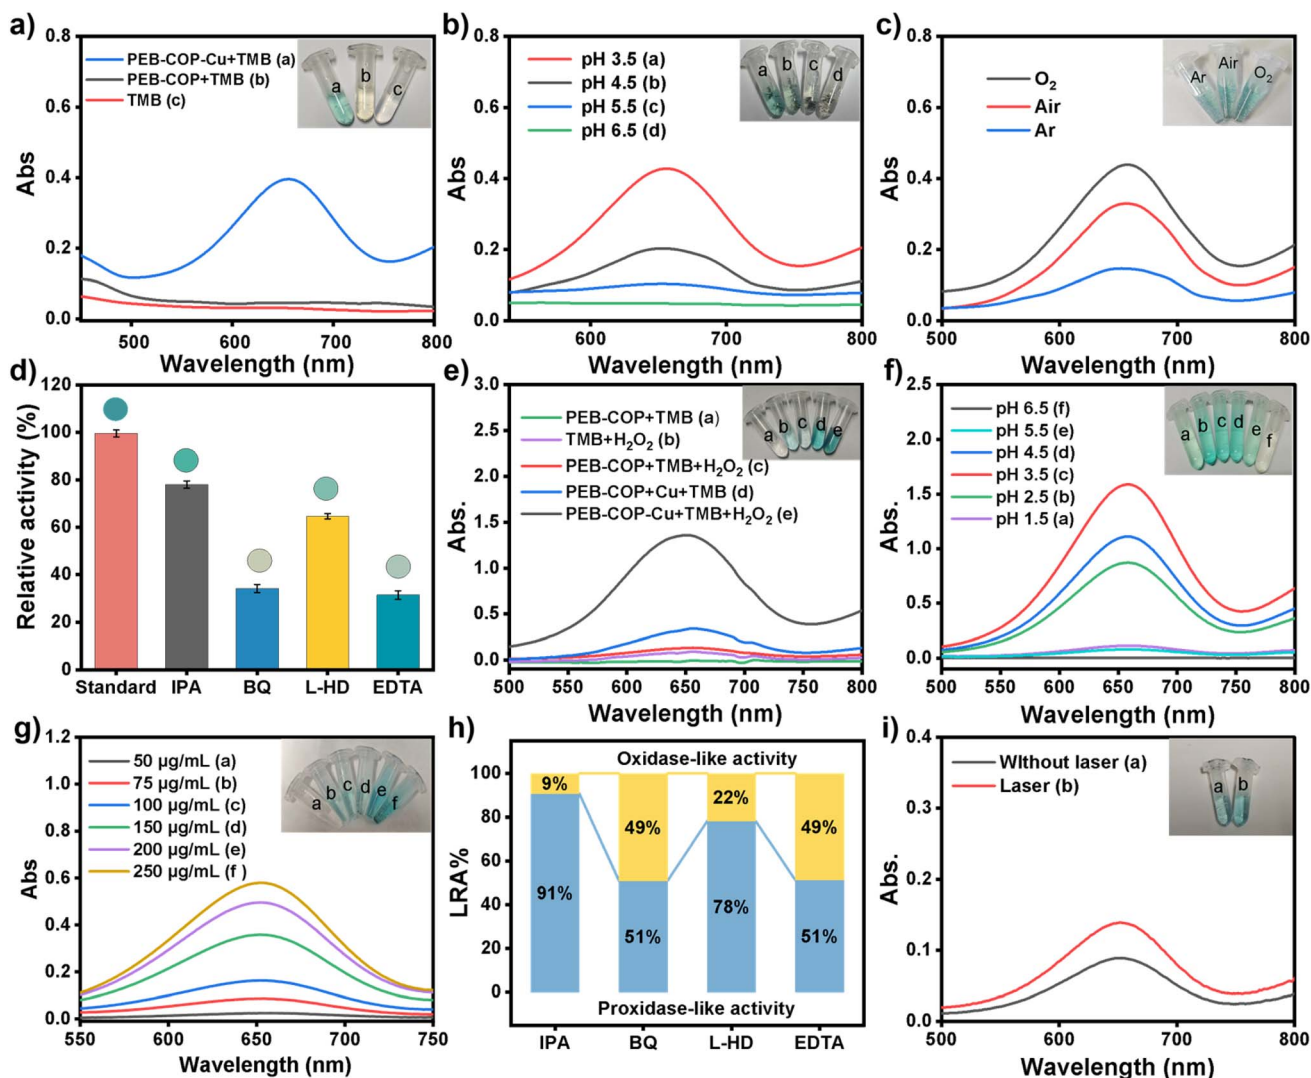 a)
0.8
0.6
0.4
0.2
0.0
Abs
500
600
700
800
Wavelength (nm)
PEB-COP-Cu+TMB (a)
PEB-COP+TMB (b)
TMB (c)
a
b
c
b)
0.8
0.6
0.4
0.2
0.0
Abs
600
700
800
Wavelength (nm)
pH 3.5 (a)
pH 4.5 (b)
pH 5.5 (c)
pH 6.5 (d)
a
b
c
d
c)
0.8
0.6
0.4
0.2
0.0
Abs
500
600
700
800
Wavelength (nm)
O₂
Air
Ar
Ar
Air
O₂
d)
120
100
80
60
40
20
0
Relative activity (%)
Standard
IPA
BQ
L-HD
EDTA
e)
3.0
2.5
2.0
1.5
1.0
0.5
0.0
Abs.
500
550
600
650
700
750
800
Wavelength (nm)
PEB-COP+TMB (a)
TMB+H₂O₂ (b)
PEB-COP+TMB+H₂O₂ (c)
PEB-COP+Cu+TMB (d)
PEB-COP-Cu+TMB+H₂O₂ (e)
a
b
c
d
e
f)
2.5
2.0
1.5
1.0
0.5
0.0
Abs.
500
550
600
650
700
750
800
Wavelength (nm)
pH 6.5 (f)
pH 5.5 (e)
pH 4.5 (d)
pH 3.5 (c)
pH 2.5 (b)
pH 1.5 (a)
a
b
c
d
e
f
g)
1.2
1.0
0.8
0.6
0.4
0.2
0.0
Abs
550
600
650
700
750
Wavelength (nm)
50 μg/mL (a)
75 μg/mL (b)
100 μg/mL (c)
150 μg/mL (d)
200 μg/mL (e)
250 μg/mL (f )
a
b
c
d
e
f
h)
Oxidase-like activity
100
80
60
40
20
0
LRA%
9%
49%
22%
49%
91%
51%
78%
51%
Proxidase-like activity
IPA
BQ
L-HD
EDTA
i)
0.4
0.3
0.2
0.1
0.0
Abs.
500
600
700
800
Wavelength (nm)
WIthout laser (a)
Laser (b)
a
b